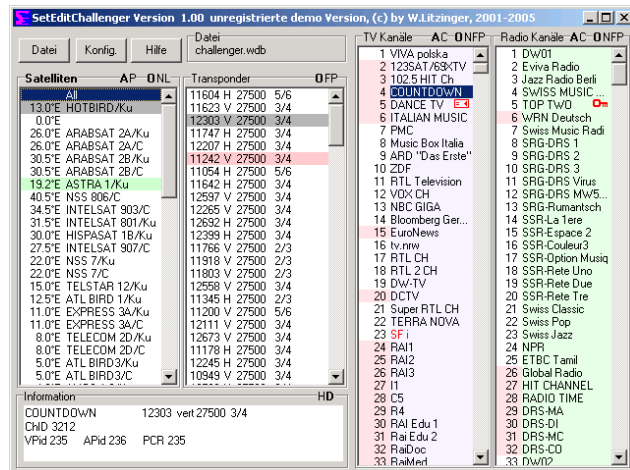 SetEditChallenger Version 1.00 unregistrierte demo Version, (c) by W.Litzinger, 2001-2005
Datei
Konfig.
Hilfe
Datei
challenger.wdb
Satelliten AP ONL
All
13.0°E HOTBIRD/Ku
0.0°E
26.0°E ARABSAT 2A/Ku
26.0°E ARABSAT 2A/C
30.5°E ARABSAT 2B/Ku
30.5°E ARABSAT 2B/C
19.2°E ASTRA 1/Ku
40.5°E NSS 806/C
34.5°E INTELSAT 903/C
31.5°E INTELSAT 801/Ku
30.0°E HISPASAT 1B/Ku
27.5°E INTELSAT 907/C
22.0°E NSS 7/Ku
22.0°E NSS 7/C
15.0°E TELSTAR 12/Ku
12.5°E ATL BIRD 1/Ku
11.0°E EXPRESS 3A/Ku
11.0°E EXPRESS 3A/C
8.0°E TELECOM 2D/Ku
8.0°E TELECOM 2D/C
5.0°E ATL BIRD3/Ku
5.0°E ATL BIRD3/C
Transponder OFP
11604 H 27500 5/6
11623 V 27500 3/4
12303 V 27500 3/4
11747 H 27500 3/4
12207 H 27500 3/4
11242 V 27500 3/4
11054 H 27500 5/6
11642 H 27500 3/4
12597 V 27500 3/4
12265 V 27500 3/4
12692 H 27500 3/4
12399 H 27500 3/4
11766 V 27500 2/3
11918 V 27500 2/3
11803 V 27500 2/3
12558 V 27500 3/4
11345 H 27500 2/3
11200 V 27500 5/6
12111 V 27500 3/4
12673 V 27500 3/4
11178 H 27500 3/4
12245 H 27500 3/4
10949 V 27500 3/4
TV Kanäle AC ONFP
1 VIVA polska
2 123SAT/69XTV
3 102.5 HIT Ch
4 COUNTDOWN
5 DANCE TV
6 ITALIAN MUSIC
7 PMC
8 Music Box Italia
9 ARD "Das Erste"
10 ZDF
11 RTL Television
12 VOX CH
13 NBC GIGA
14 Bloomberg Ger...
15 EuroNews
16 tv.nrw
17 RTL CH
18 RTL 2 CH
19 DW-TV
20 DCTV
21 Super RTL CH
22 TERRA NOVA
23 SF i
24 RAI1
25 RAI2
26 RAI3
27 I1
28 C5
29 R4
30 RAI Edu 1
31 Rai Edu 2
32 RaiDoc
33 RaiMed
Radio Kanäle AC ONFP
1 DW01
2 Eviva Radio
3 Jazz Radio Berli
4 SWISS MUSIC ...
5 TOP TWO
6 WRN Deutsch
7 Swiss Music Radi
8 SRG-DRS 1
9 SRG-DRS 2
10 SRG-DRS 3
11 SRG-DRS Virus
12 SRG-DRS MW5...
13 SRG-Rumantsch
14 SSR-La 1ere
15 SSR-Espace 2
16 SSR-Couleur3
17 SSR-Option Musiq
18 SSR-Rete Uno
19 SSR-Rete Due
20 SSR-Rete Tre
21 Swiss Classic
22 Swiss Pop
23 Swiss Jazz
24 NPR
25 ETBC Tamil
26 Global Radio
27 HIT CHANNEL
28 RADIO TIME
29 DRS-MA
30 DRS-DI
31 DRS-MC
32 DRS-CO
33 DW02
Information HD
COUNTDOWN 12303 vert 27500 3/4
ChID 3212
VPid 235 APid 236 PCR 235